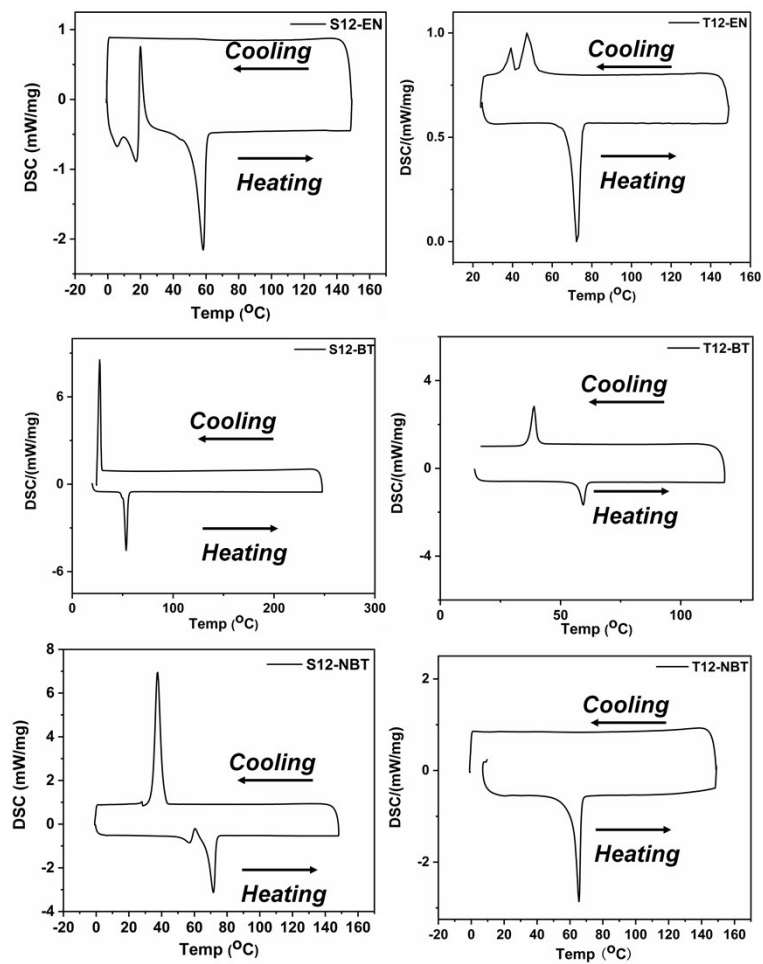 S12-EN
Cooling
Heating
DSC (mW/mg)
1
0
-1
-2
-20 0 20 40 60 80 100 120 140 160
Temp (°C)
T12-EN
Cooling
Heating
DSC/(mW/mg)
1.0
0.5
0.0
20 40 60 80 100 120 140 160
Temp (°C)
S12-BT
Cooling
Heating
DSC/(mW/mg)
6
0
-6
0 100 200 300
Temp (°C)
T12-BT
Cooling
Heating
DSC/(mW/mg)
6
4
2
0
-2
-4
-6
0 50 100
Temp (°C)
S12-NBT
Cooling
Heating
DSC (mW/mg)
8
6
4
2
0
-2
-4
-20 0 20 40 60 80 100 120 140 160
Temp (°C)
T12-NBT
Cooling
Heating
DSC/(mW/mg)
2
0
-2
-20 0 20 40 60 80 100 120 140 160
Temp (°C)